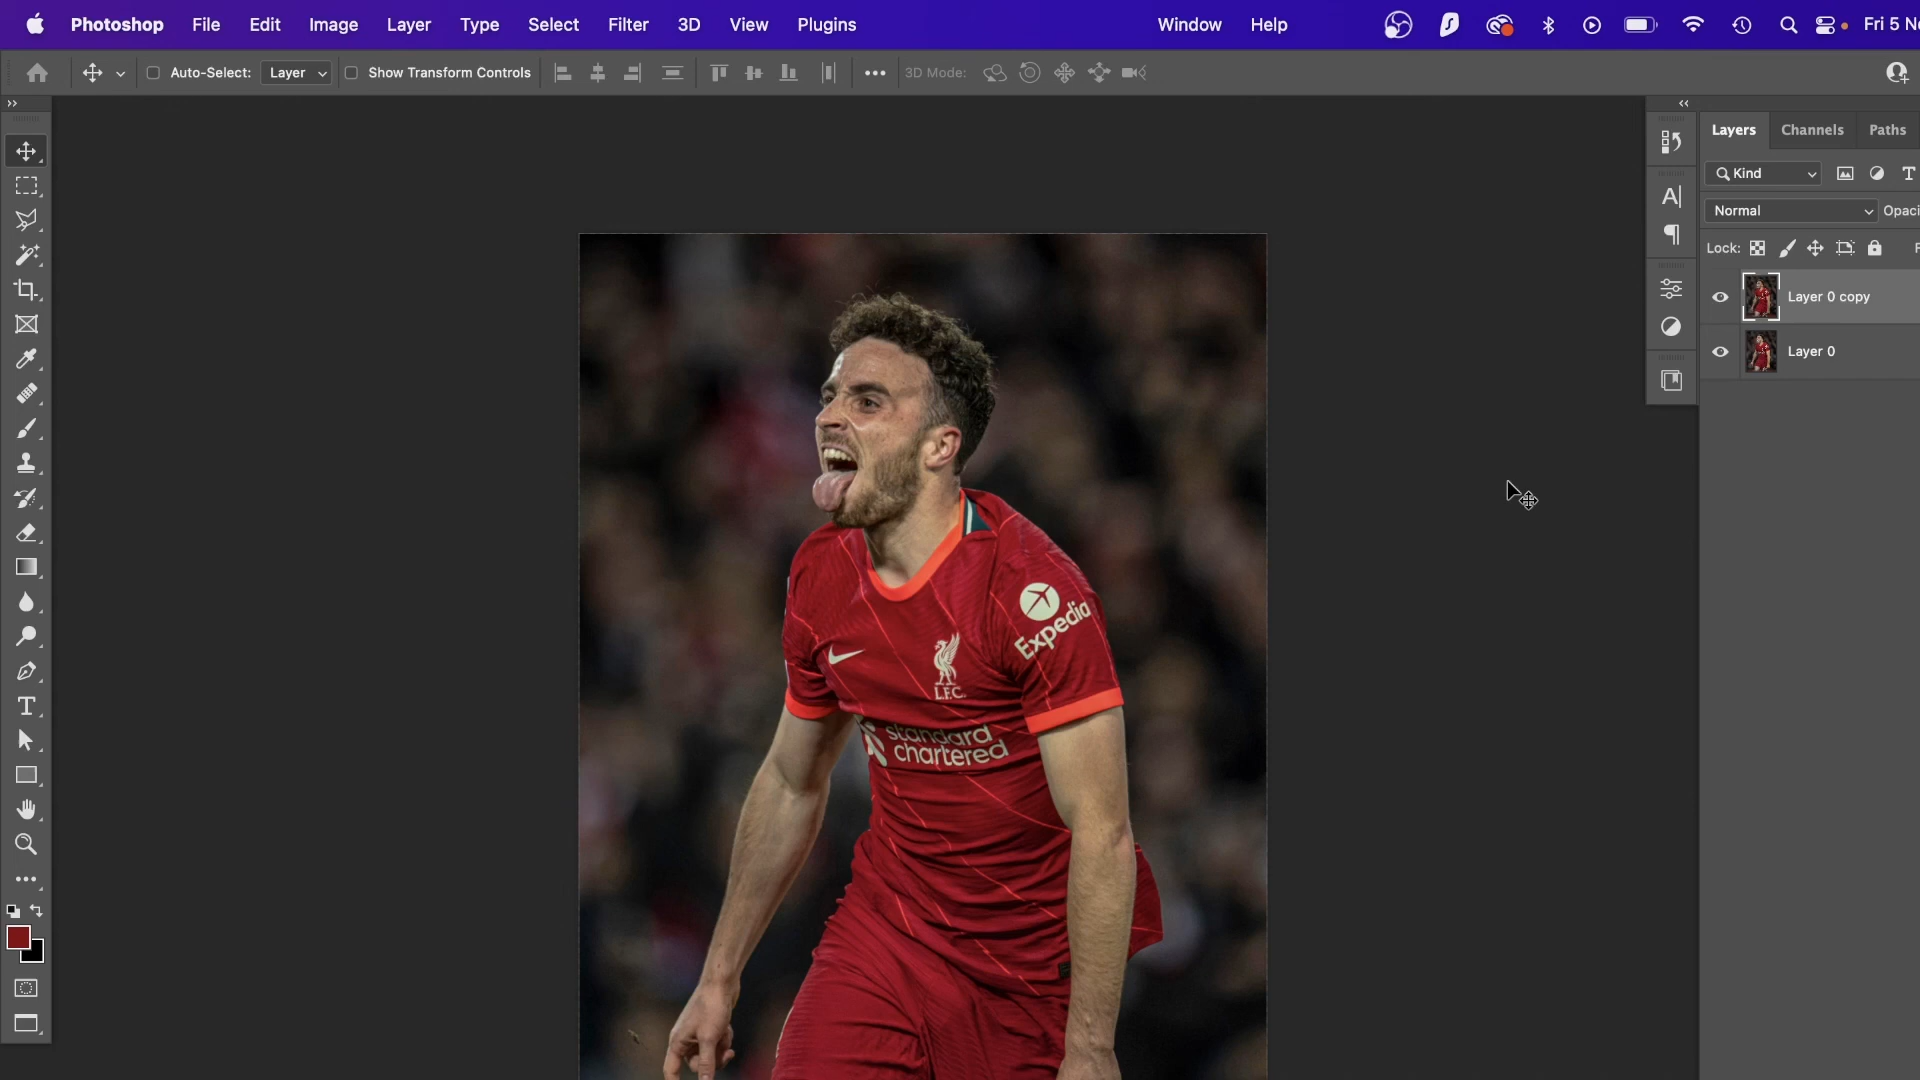 Photoshop File Edit Image Layer Type Select Filter 3D View Plugins Window Help Fri 5 N
Auto-Select: Layer Show Transform Controls 3D Mode:
Layers Channels Paths
Kind
Normal Opaci
Lock: F
Layer 0 copy
Layer 0
Expedia
L.F.C.
standard
chartered